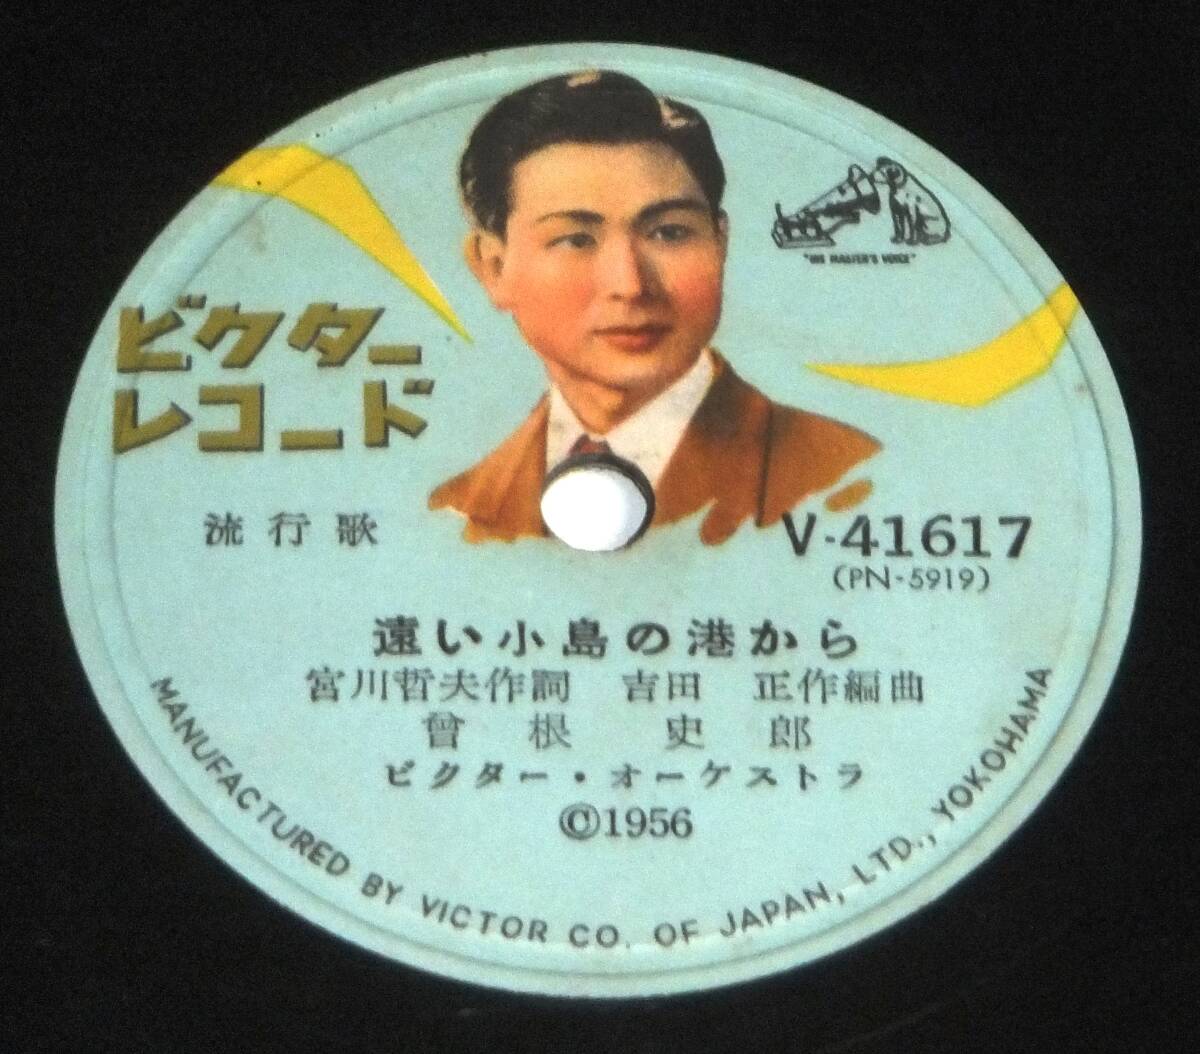 "HIS MASTER'S VOICE"
ビクター
レコード
流行歌
V-41617
(PN-5919)
遠い小島の港から
宮川哲夫作詞 吉田 正作編曲
曾根 史郎
ビクター・オーケストラ
©1956
MANUFACTURED BY VICTOR CO. OF JAPAN, LTD., YOKOHAMA